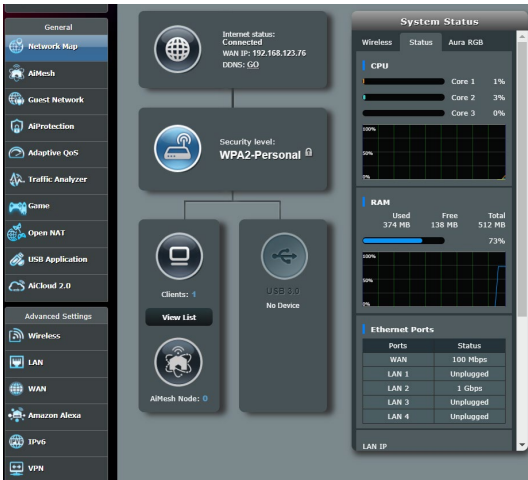 General
Network Map
AiMesh
Guest Network
AiProtection
Adaptive QoS
Traffic Analyzer
Game
Open NAT
USB Application
AiCloud 2.0
Advanced Settings
Wireless
LAN
WAN
Amazon Alexa
IPv6
VPN
Internet status:
Connected
WAN IP: 192.168.123.76
DDNS: GO
Security level:
WPA2-Personal
Clients: 1
View List
AiMesh Node: 0
USB 3.0
No Device
System Status
Wireless Status Aura RGB
CPU
Core 1 1%
Core 2 3%
Core 3 0%
100%
50%
0%
RAM
Used Free Total
374 MB 138 MB 512 MB
73%
100%
50%
0%
Ethernet Ports
Ports Status
WAN 100 Mbps
LAN 1 Unplugged
LAN 2 1 Gbps
LAN 3 Unplugged
LAN 4 Unplugged
LAN IP